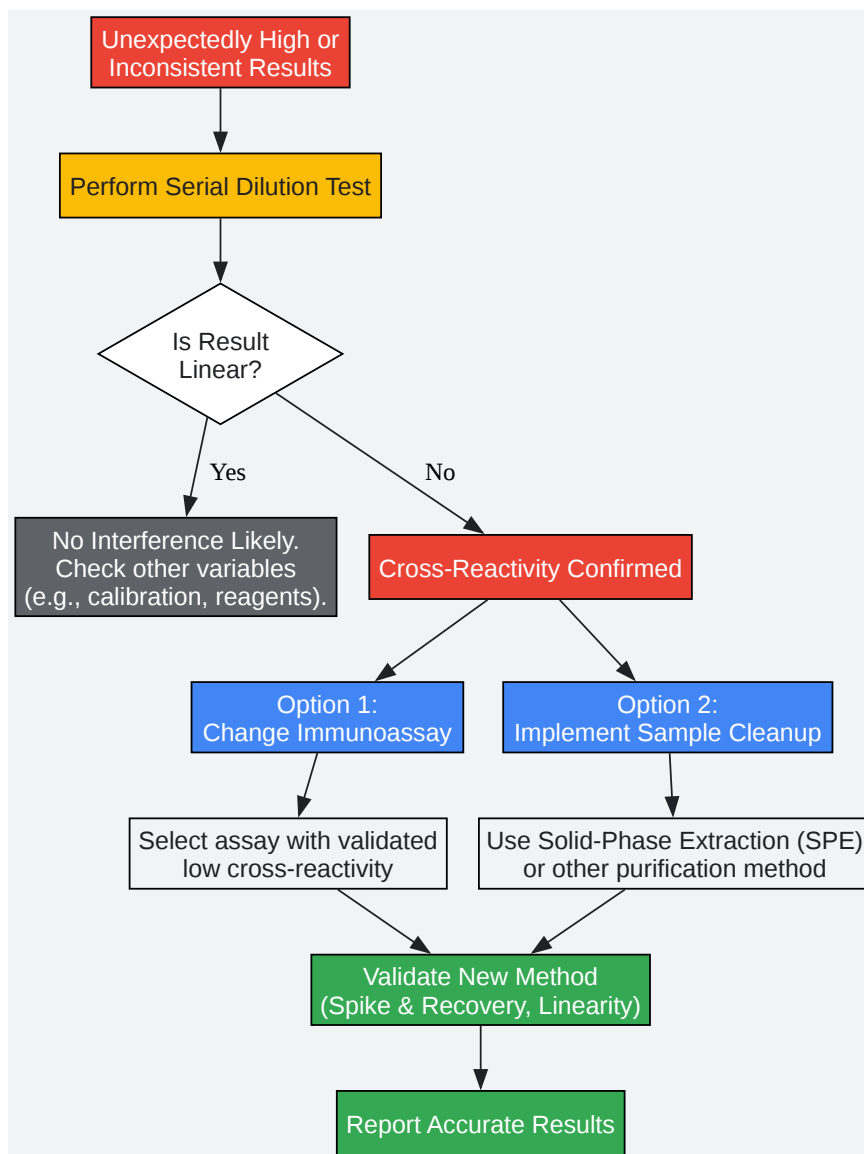 Unexpectedly High or
Inconsistent Results
Perform Serial Dilution Test
Is Result
Linear?
Yes
No
No Interference Likely.
Check other variables
(e.g., calibration, reagents).
Cross-Reactivity Confirmed
Option 1:
Change Immunoassay
Option 2:
Implement Sample Cleanup
Select assay with validated
low cross-reactivity
Use Solid-Phase Extraction (SPE)
or other purification method
Validate New Method
(Spike & Recovery, Linearity)
Report Accurate Results